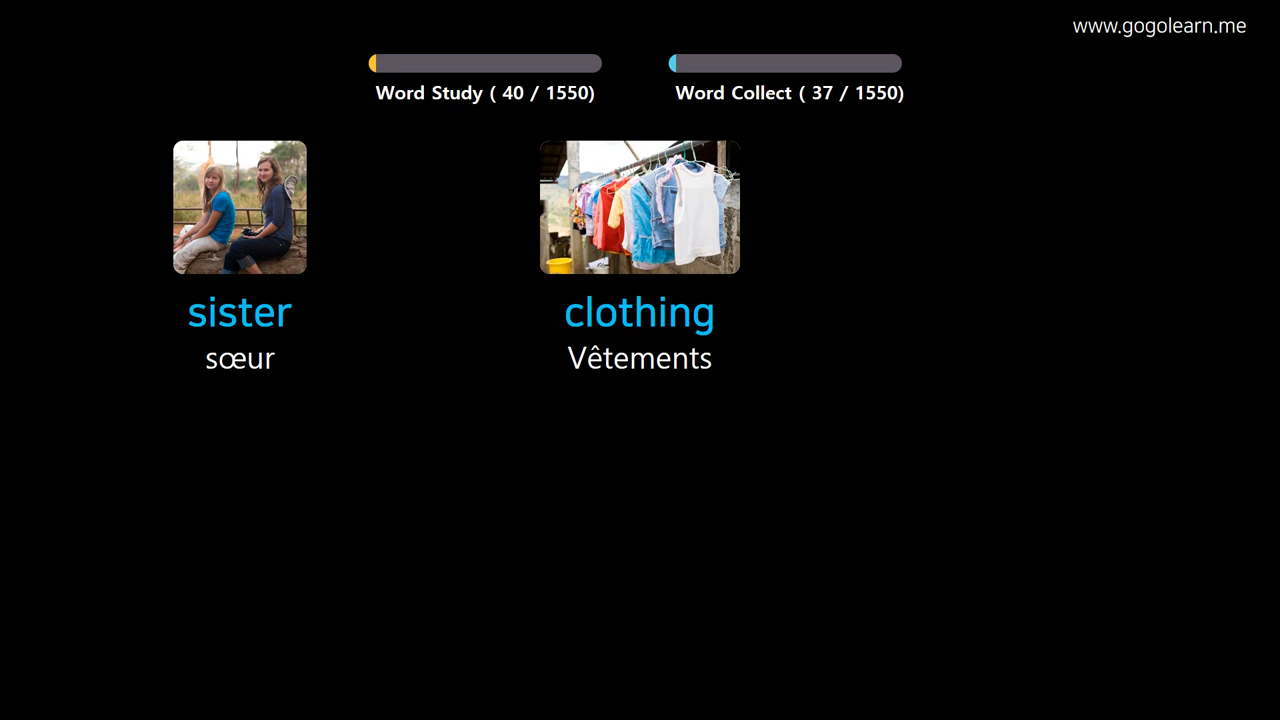 www.gogolearn.me
Word Study ( 40 / 1550)
Word Collect ( 37 / 1550)
sister
sœur
clothing
Vêtements